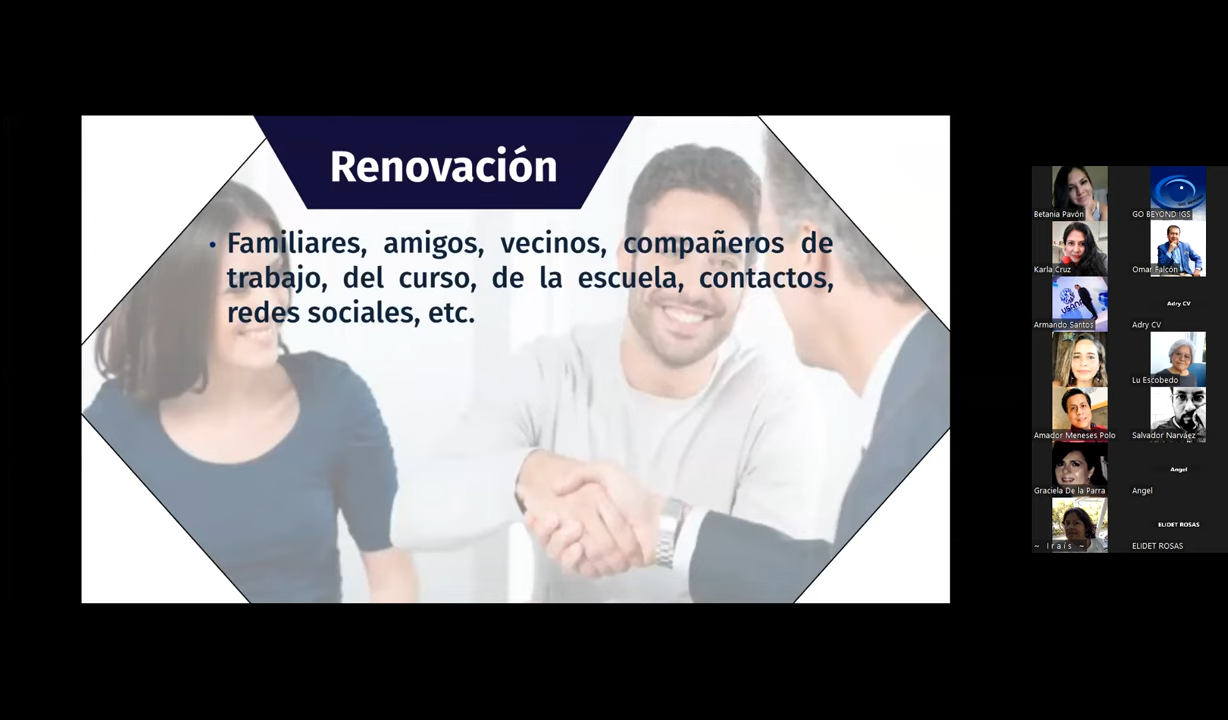 Renovación
• Familiares, amigos, vecinos, compañeros de
trabajo, del curso, de la escuela, contactos,
redes sociales, etc.
Betania Pavón
GO BEYOND IGS
Karla Cruz
Omar Falcón
USANA
Armando Santos
Adry CV
Adry CV
Lu Escobedo
Amador Meneses Polo
Salvador Narváez
Graciela De la Parra
Angel
Angel
~ I r a i s ~
ELIDET ROSAS
ELIDET ROSAS